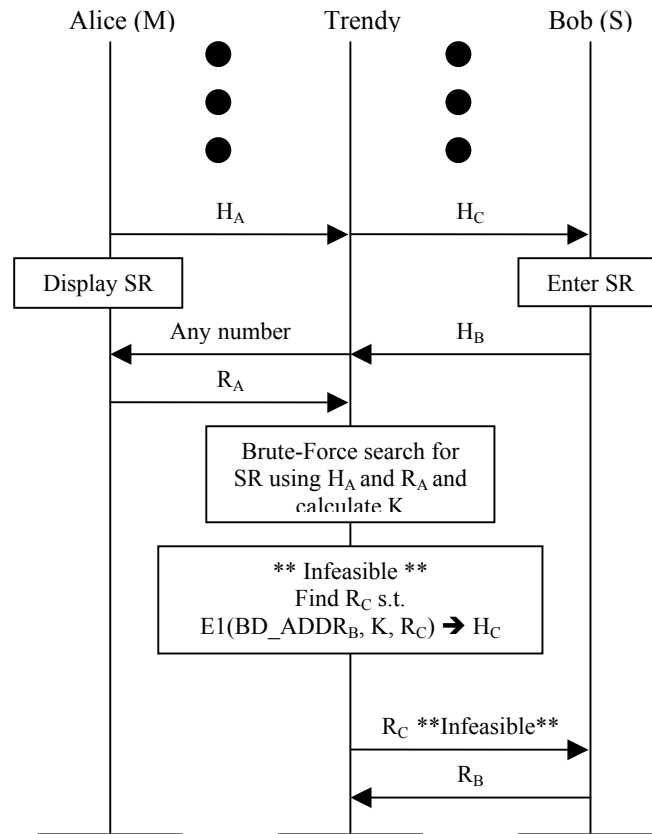 Alice (M) Trendy Bob (S)
H_A H_C
Display SR Enter SR
Any number H_B
R_A
Brute-Force search for
SR using H_A and R_A and
calculate K
** Infeasible **
Find R_C s.t.
E1(BD_ADDR_B, K, R_C) ➔ H_C
R_C **Infeasible**
R_B